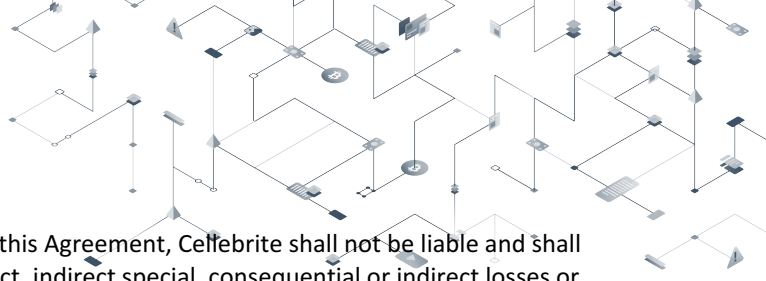 this Agreement, Cellebrite shall not be liable and shall
ct, indirect special, consequential or indirect losses or